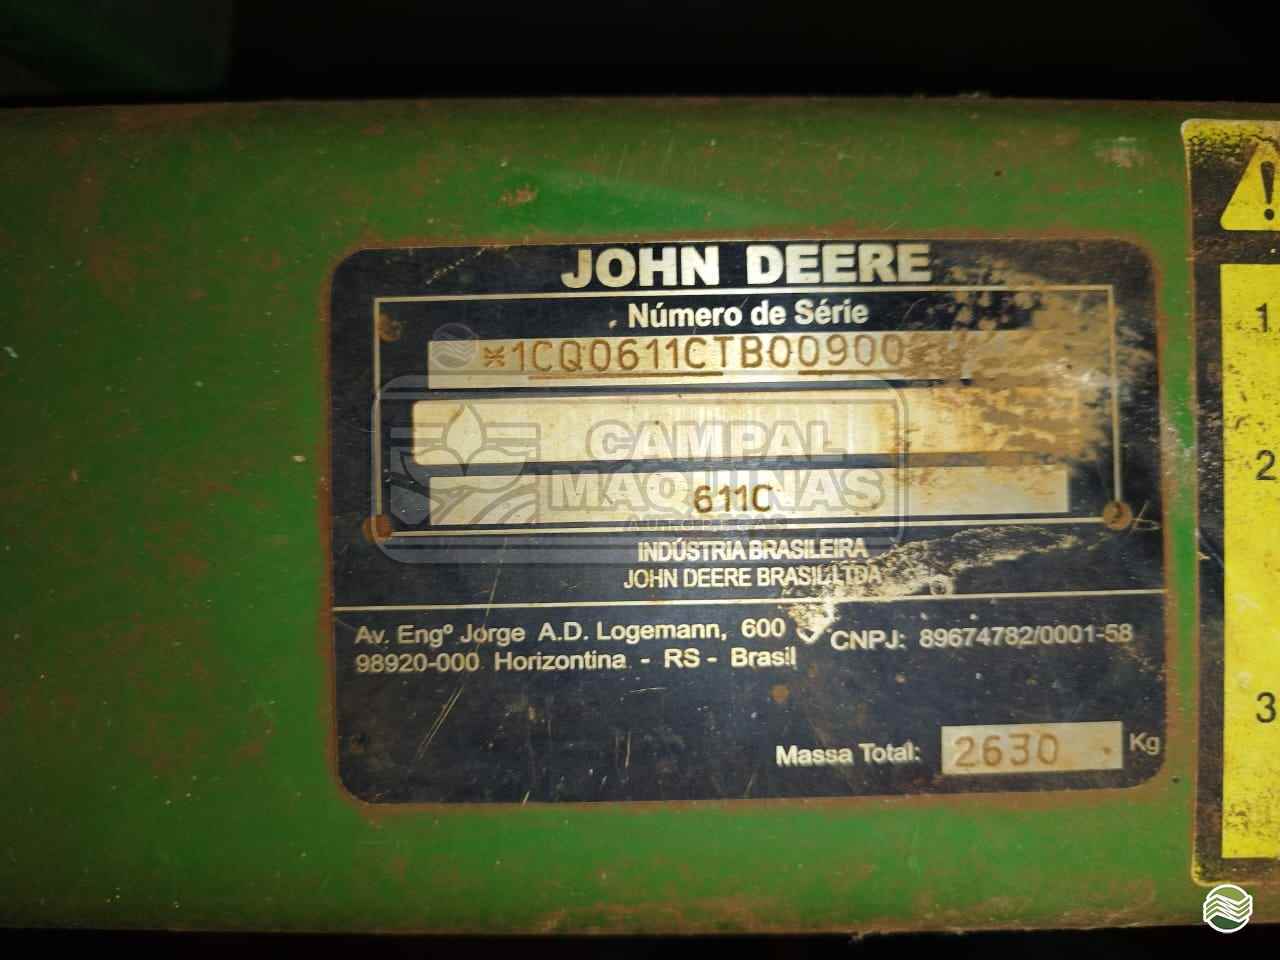 JOHN DEERE
Número de Série
*1CQ0611CTB00900
611C
INDÚSTRIA BRASILEIRA
JOHN DEERE BRASIL LTDA
Av. Engº Jorge A.D. Logemann, 600
98920-000 Horizontina - RS - Brasil
CNPJ: 89674782/0001-58
Massa Total: 2630 Kg
CAMPAL
MÁQUINAS
!
1
2
3